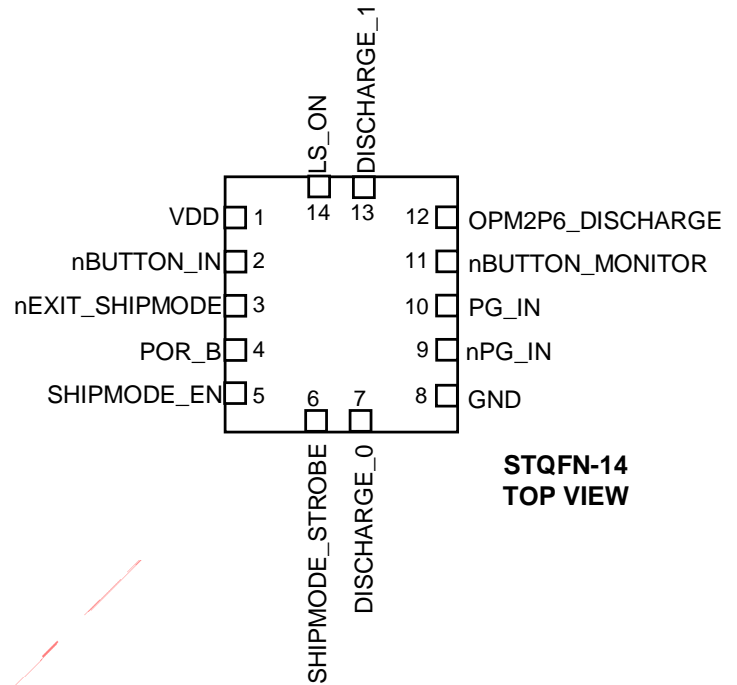 LS_ON
DISCHARGE_1
14
13
VDD 1
12 OPM2P6_DISCHARGE
nBUTTON_IN 2
11 nBUTTON_MONITOR
nEXIT_SHIPMODE 3
10 PG_IN
POR_B 4
9 nPG_IN
SHIPMODE_EN 5
8 GND
6
7
SHIPMODE_STROBE
DISCHARGE_0
STQFN-14
TOP VIEW